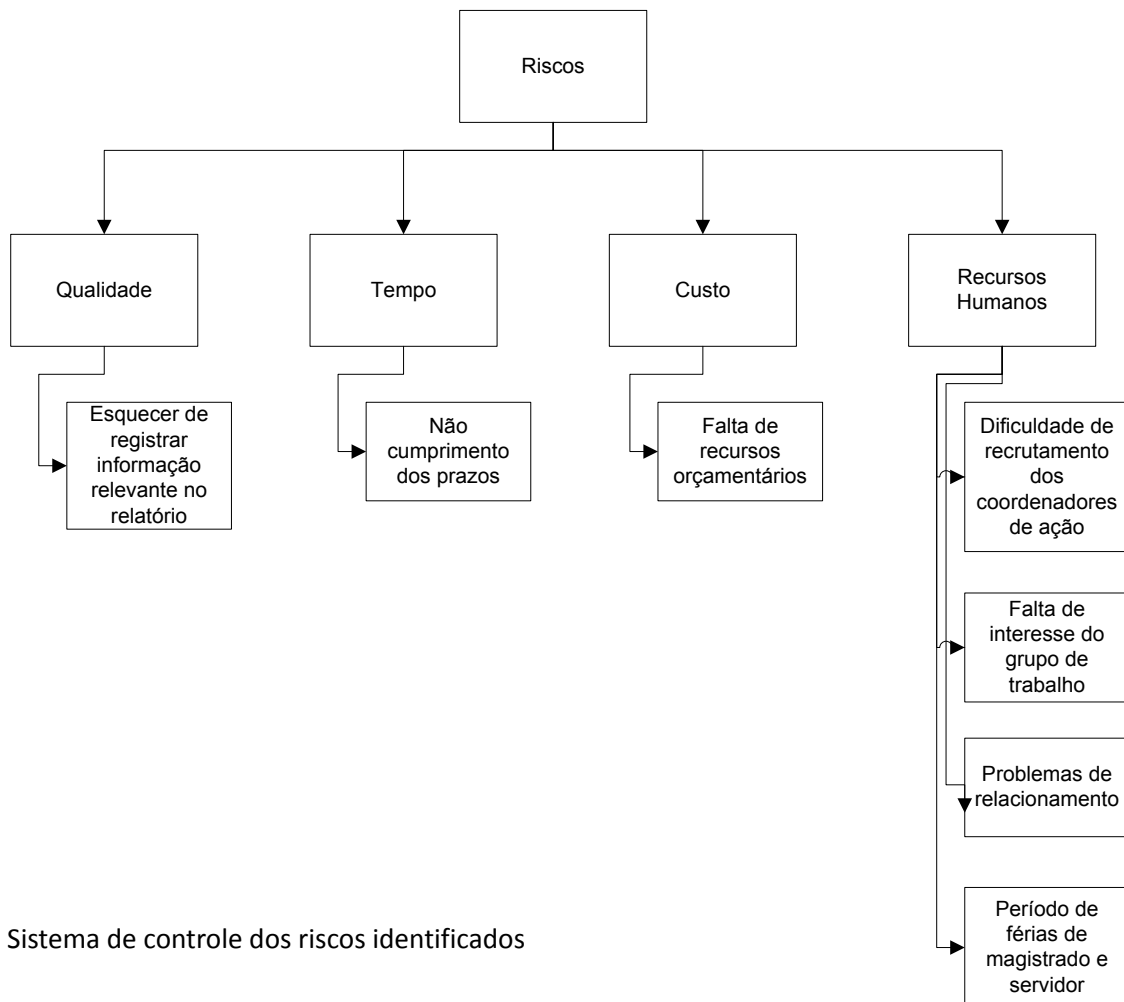 Riscos
Qualidade
Tempo
Custo
Recursos
Humanos
Esquecer de
registrar
informação
relevante no
relatório
Não
cumprimento
dos prazos
Falta de
recursos
orçamentários
Dificuldade de
recrutamento
dos
coordenadores
de ação
Falta de
interesse do
grupo de
trabalho
Problemas de
relacionamento
Período de
férias de
magistrado e
servidor
Sistema de controle dos riscos identificados